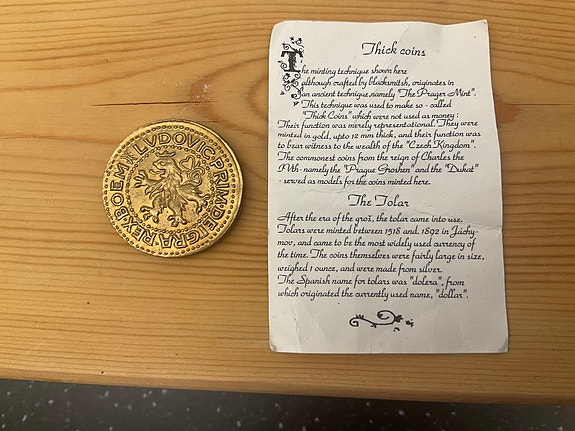 LVDOVIC:PRIM:DEI:GRA:REX:BOEMIY
Thick coins
The minting technique shown here
although crafted by blacksmitsh, originates in
an ancient technique,namely "The Prager Mint".
This technique was used to make so - called
"Thick Coins" which were not used as money :
Their function was merely representational. They were
minted in gold, upto 12 mm thick, and their function was
to bear witness to the wealth of the "Czech Kingdom".
The commonest coins from the reign of Charles the
IVth- namely the "Prague Groshen" and the "Dukat"
- served as models for the coins minted here.
The Tolar
After the era of the groš, the tolar came into use.
Tolars were minted between 1518 and. 1892 in Jáchy-
mov, and came to be the most widely used currency of
the time. The coins themselves were fairly large in size,
weighed 1 ounce, and were made from silver.
The Spanish name for tolars was "dolera", from
which originated the currently used name, "dollar".